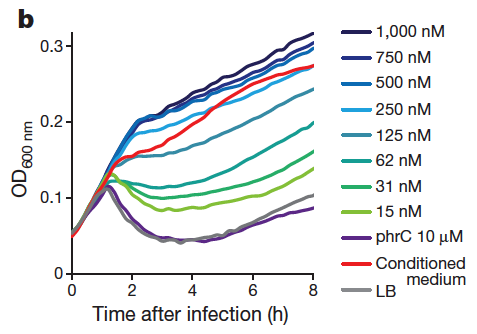 b
0.3
0.2
0.1
0
OD600 nm
0 2 4 6 8
Time after infection (h)
1,000 nM
750 nM
500 nM
250 nM
125 nM
62 nM
31 nM
15 nM
phrC 10 μM
Conditioned
medium
LB